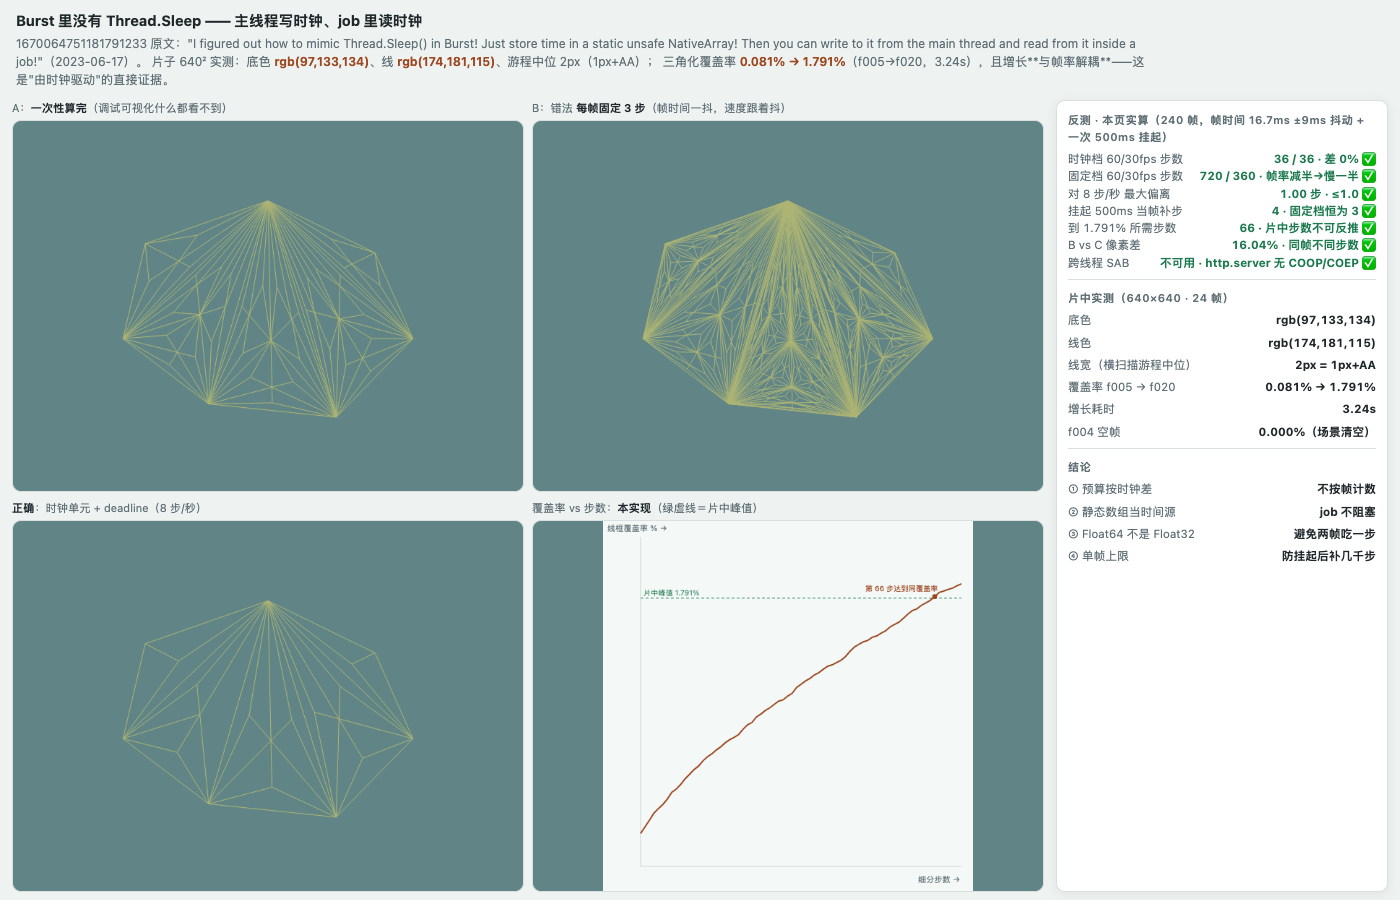 Burst 里没有 Thread.Sleep —— 主线程写时钟、job 里读时钟
1670064751181791233 原文："I figured out how to mimic Thread.Sleep() in Burst! Just store time in a static unsafe NativeArray! Then you can write to it from the main thread and read from it inside a
job!"（2023-06-17）。 片子 640² 实测：底色 rgb(97,133,134)、线 rgb(174,181,115)、游程中位 2px（1px+AA）； 三角化覆盖率 0.081% → 1.791%（f005→f020，3.24s），且增长**与帧率解耦**——这
是"由时钟驱动"的直接证据。
A：一次性算完（调试可视化什么都看不到）
B：错法 每帧固定 3 步（帧时间一抖，速度跟着抖）
正确：时钟单元 + deadline（8 步/秒）
覆盖率 vs 步数：本实现（绿虚线＝片中峰值）
线框覆盖率 % →
片中峰值 1.791%
第 66 步达到同覆盖率
细分步数 →
反测 · 本页实算（240 帧，帧时间 16.7ms ±9ms 抖动 +
一次 500ms 挂起）
时钟档 60/30fps 步数 36 / 36 · 差 0% ✅
固定档 60/30fps 步数 720 / 360 · 帧率减半→慢一半 ✅
对 8 步/秒 最大偏离 1.00 步 · ≤1.0 ✅
挂起 500ms 当帧补步 4 · 固定档恒为 3 ✅
到 1.791% 所需步数 66 · 片中步数不可反推 ✅
B vs C 像素差 16.04% · 同帧不同步数 ✅
跨线程 SAB 不可用 · http.server 无 COOP/COEP ✅
片中实测（640×640 · 24 帧）
底色 rgb(97,133,134)
线色 rgb(174,181,115)
线宽（横扫描游程中位） 2px = 1px+AA
覆盖率 f005 → f020 0.081% → 1.791%
增长耗时 3.24s
f004 空帧 0.000%（场景清空）
结论
① 预算按时钟差 不按帧计数
② 静态数组当时间源 job 不阻塞
③ Float64 不是 Float32 避免两帧吃一步
④ 单帧上限 防挂起后补几千步